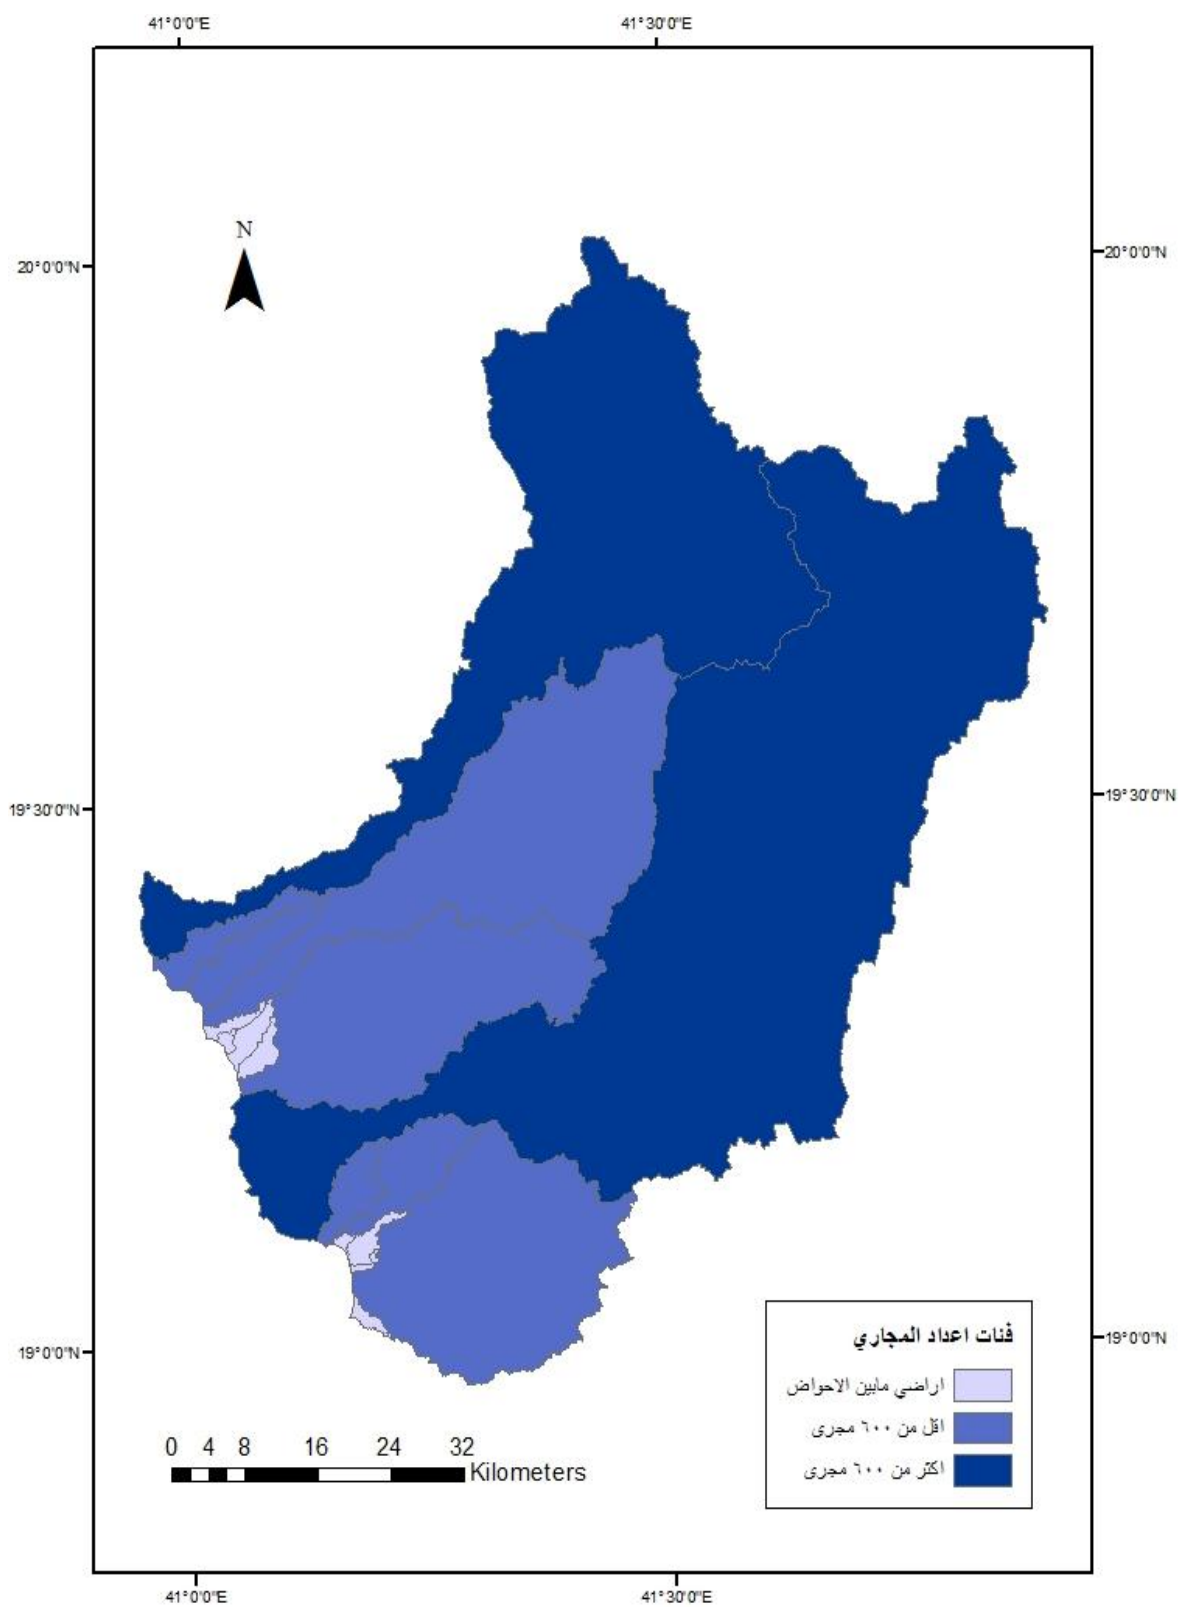 41°0'0"E 41°30'0"E
N
20°0'0"N 20°0'0"N
19°30'0"N 19°30'0"N
19°0'0"N 19°0'0"N
فئات اعداد المجاري
اراضي مابين الاحواض
اقل من ٦٠٠ مجرى
اكثر من ٦٠٠ مجرى
0 4 8 16 24 32
Kilometers
41°0'0"E 41°30'0"E